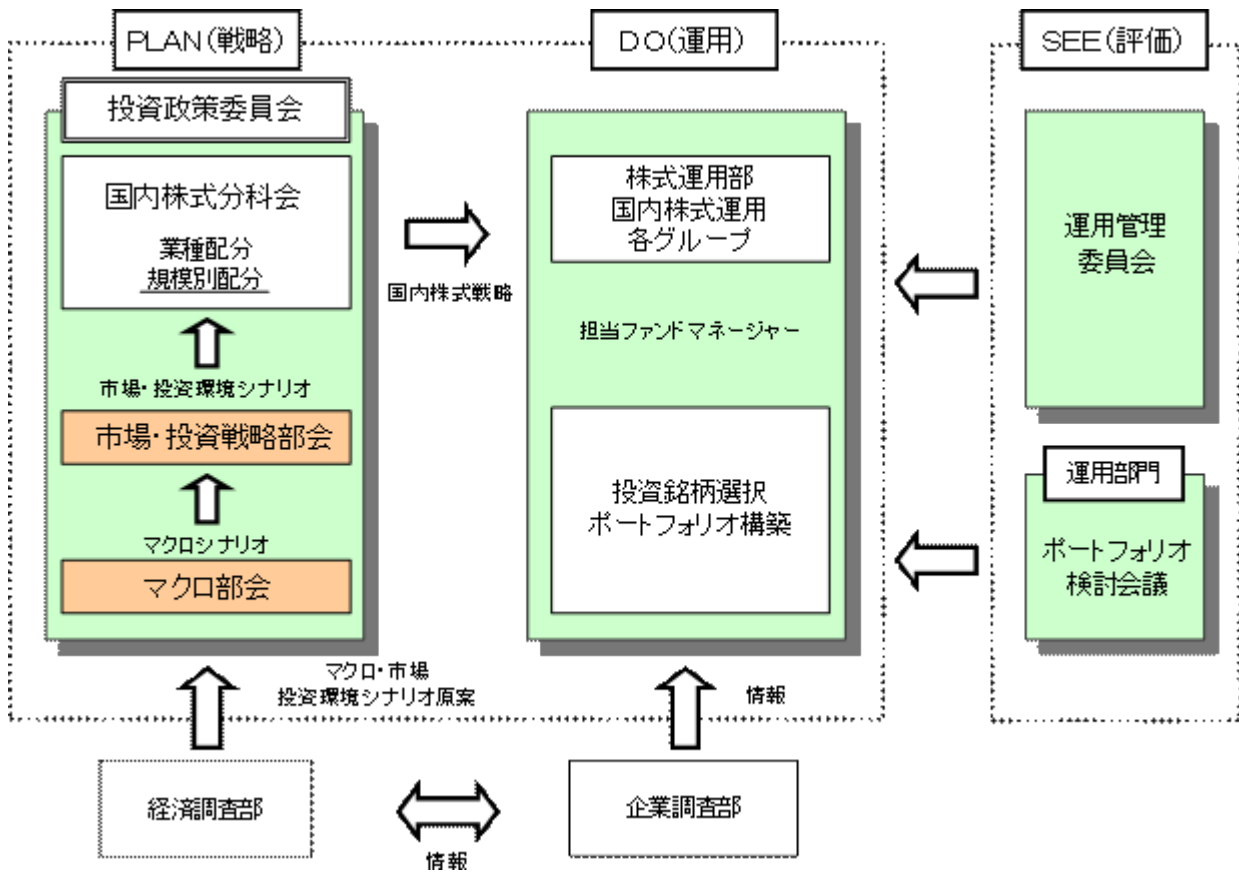 PLAN(戦略)
投資政策委員会
国内株式分科会
業種配分
規模別配分
市場・投資環境シナリオ
市場・投資戦略部会
マクロシナリオ
マクロ部会
国内株式戦略
マクロ・市場
投資環境シナリオ原案
経済調査部
情報
DO(運用)
株式運用部
国内株式運用
各グループ
担当ファンドマネージャー
投資銘柄選択
ポートフォリオ構築
情報
企業調査部
SEE(評価)
運用管理
委員会
運用部門
ポートフォリオ
検討会議